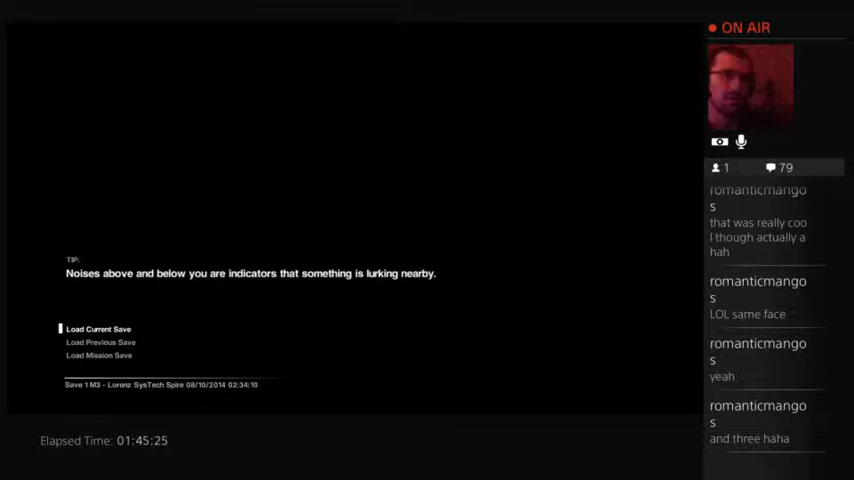 ON AIR
1
79
romanticmango
s
that was really coo
l though actually a
hah
romanticmango
s
LOL same face
romanticmango
s
yeah
romanticmango
s
and three haha
TIP:
Noises above and below you are indicators that something is lurking nearby.
Load Current Save
Load Previous Save
Load Mission Save
Save 1 M3 - Lorenz SysTech Spire 08/10/2014 02:34:10
Elapsed Time: 01:45:25